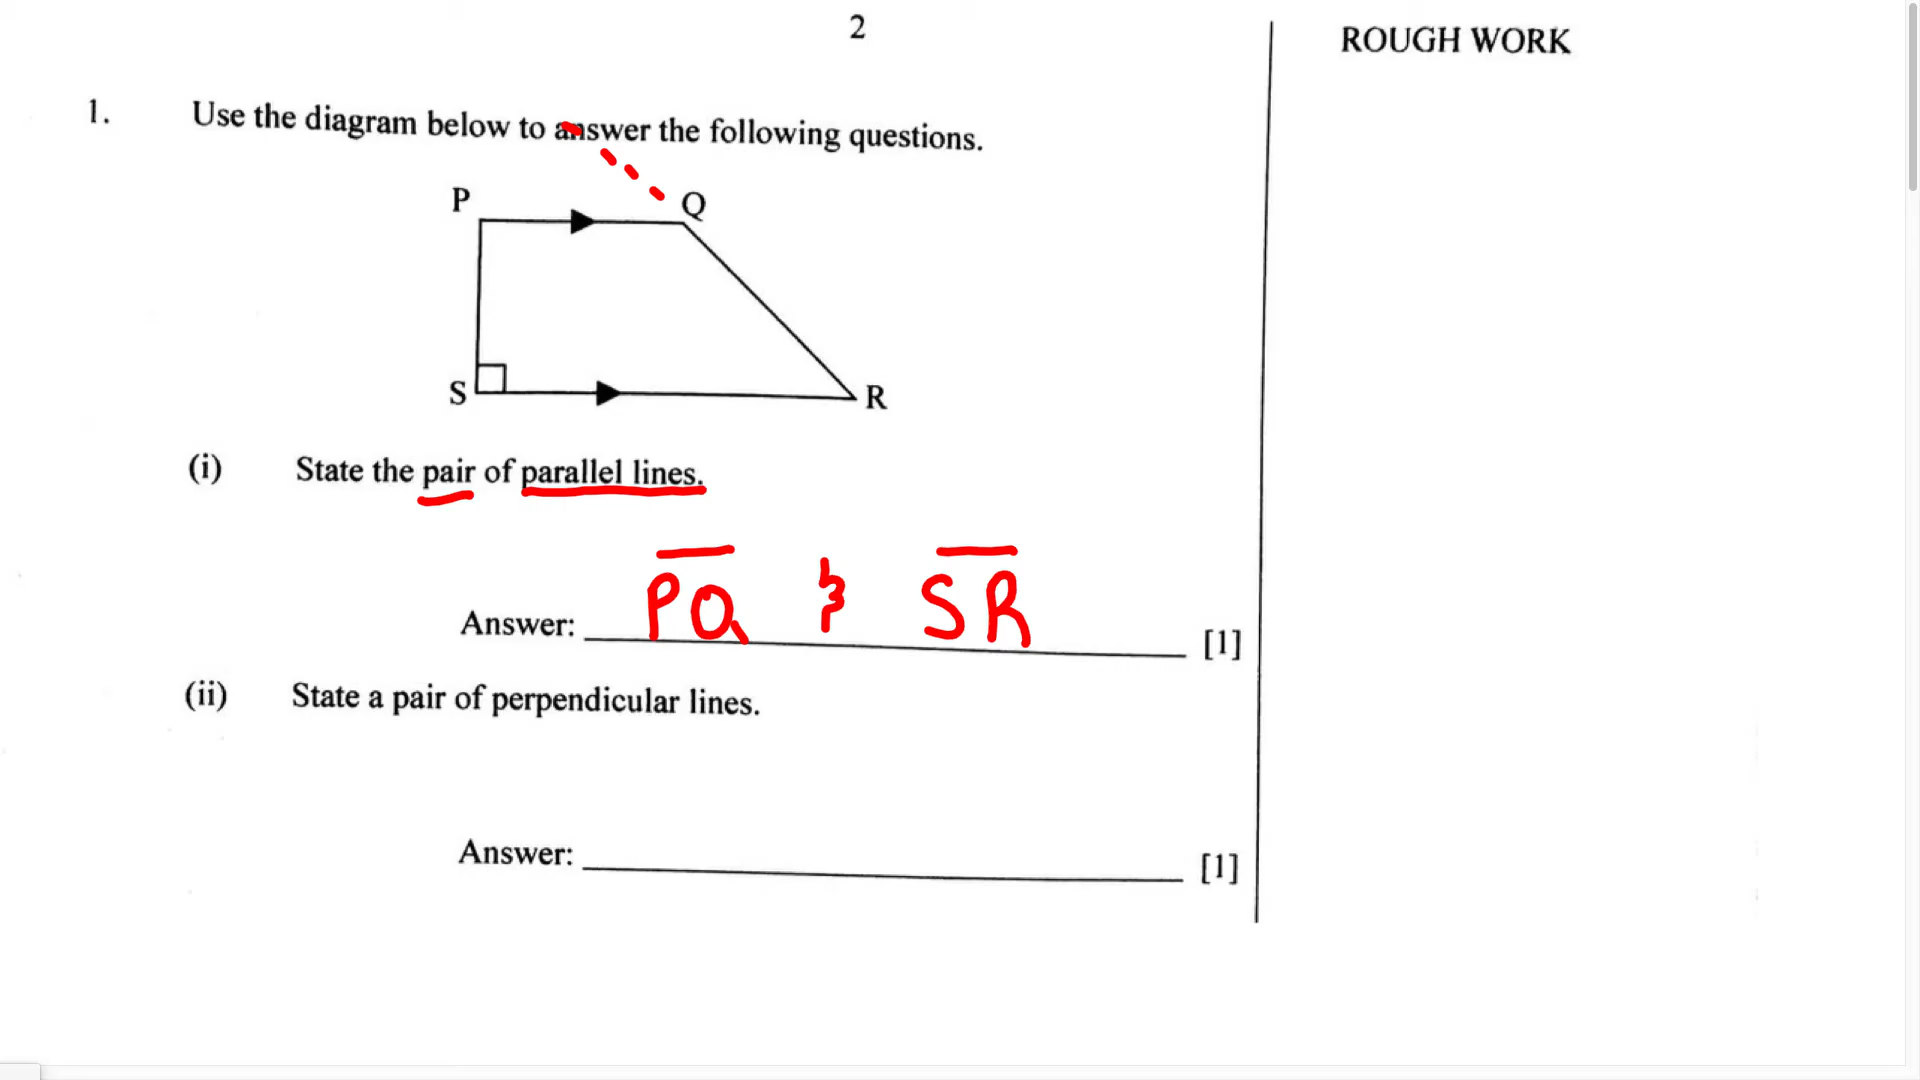 2
ROUGH WORK
1. Use the diagram below to answer the following questions.
P
Q
S
R
(i) State the pair of parallel lines.
PQ & SR
Answer: [1]
(ii) State a pair of perpendicular lines.
Answer: [1]